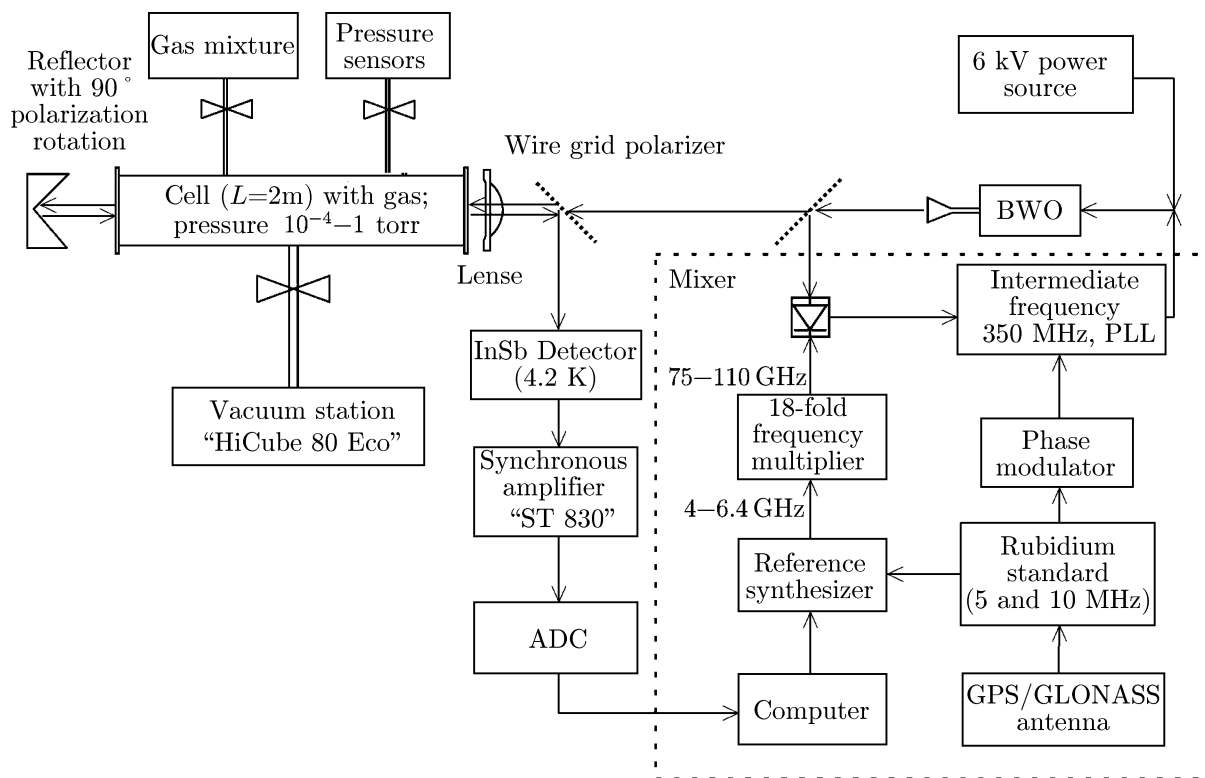 Gas mixture
Pressure
sensors
Reflector
with 90°
polarization
rotation
6 kV power
source
Wire grid polarizer
Cell (L=2m) with gas;
pressure 10⁻⁴−1 torr
BWO
Lense
Mixer
Intermediate
frequency
350 MHz, PLL
InSb Detector
(4.2 K)
75−110 GHz
Vacuum station
“HiCube 80 Eco”
18-fold
frequency
multiplier
Phase
modulator
Synchronous
amplifier
“ST 830”
4−6.4 GHz
Reference
synthesizer
Rubidium
standard
(5 and 10 MHz)
ADC
Computer
GPS/GLONASS
antenna